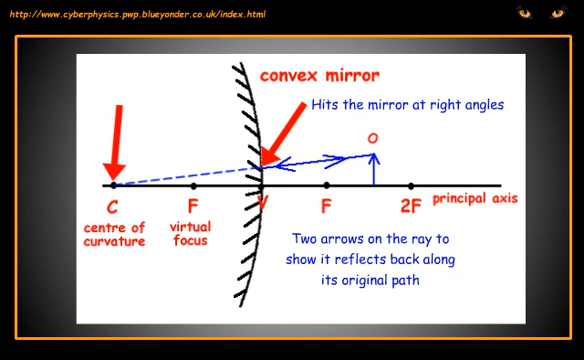 http://www.cyberphysics.pwp.blueyonder.co.uk/index.html
convex mirror
Hits the mirror at right angles
O
C
F
V
F
2F
principal axis
centre of
curvature
virtual
focus
Two arrows on the ray to
show it reflects back along
its original path